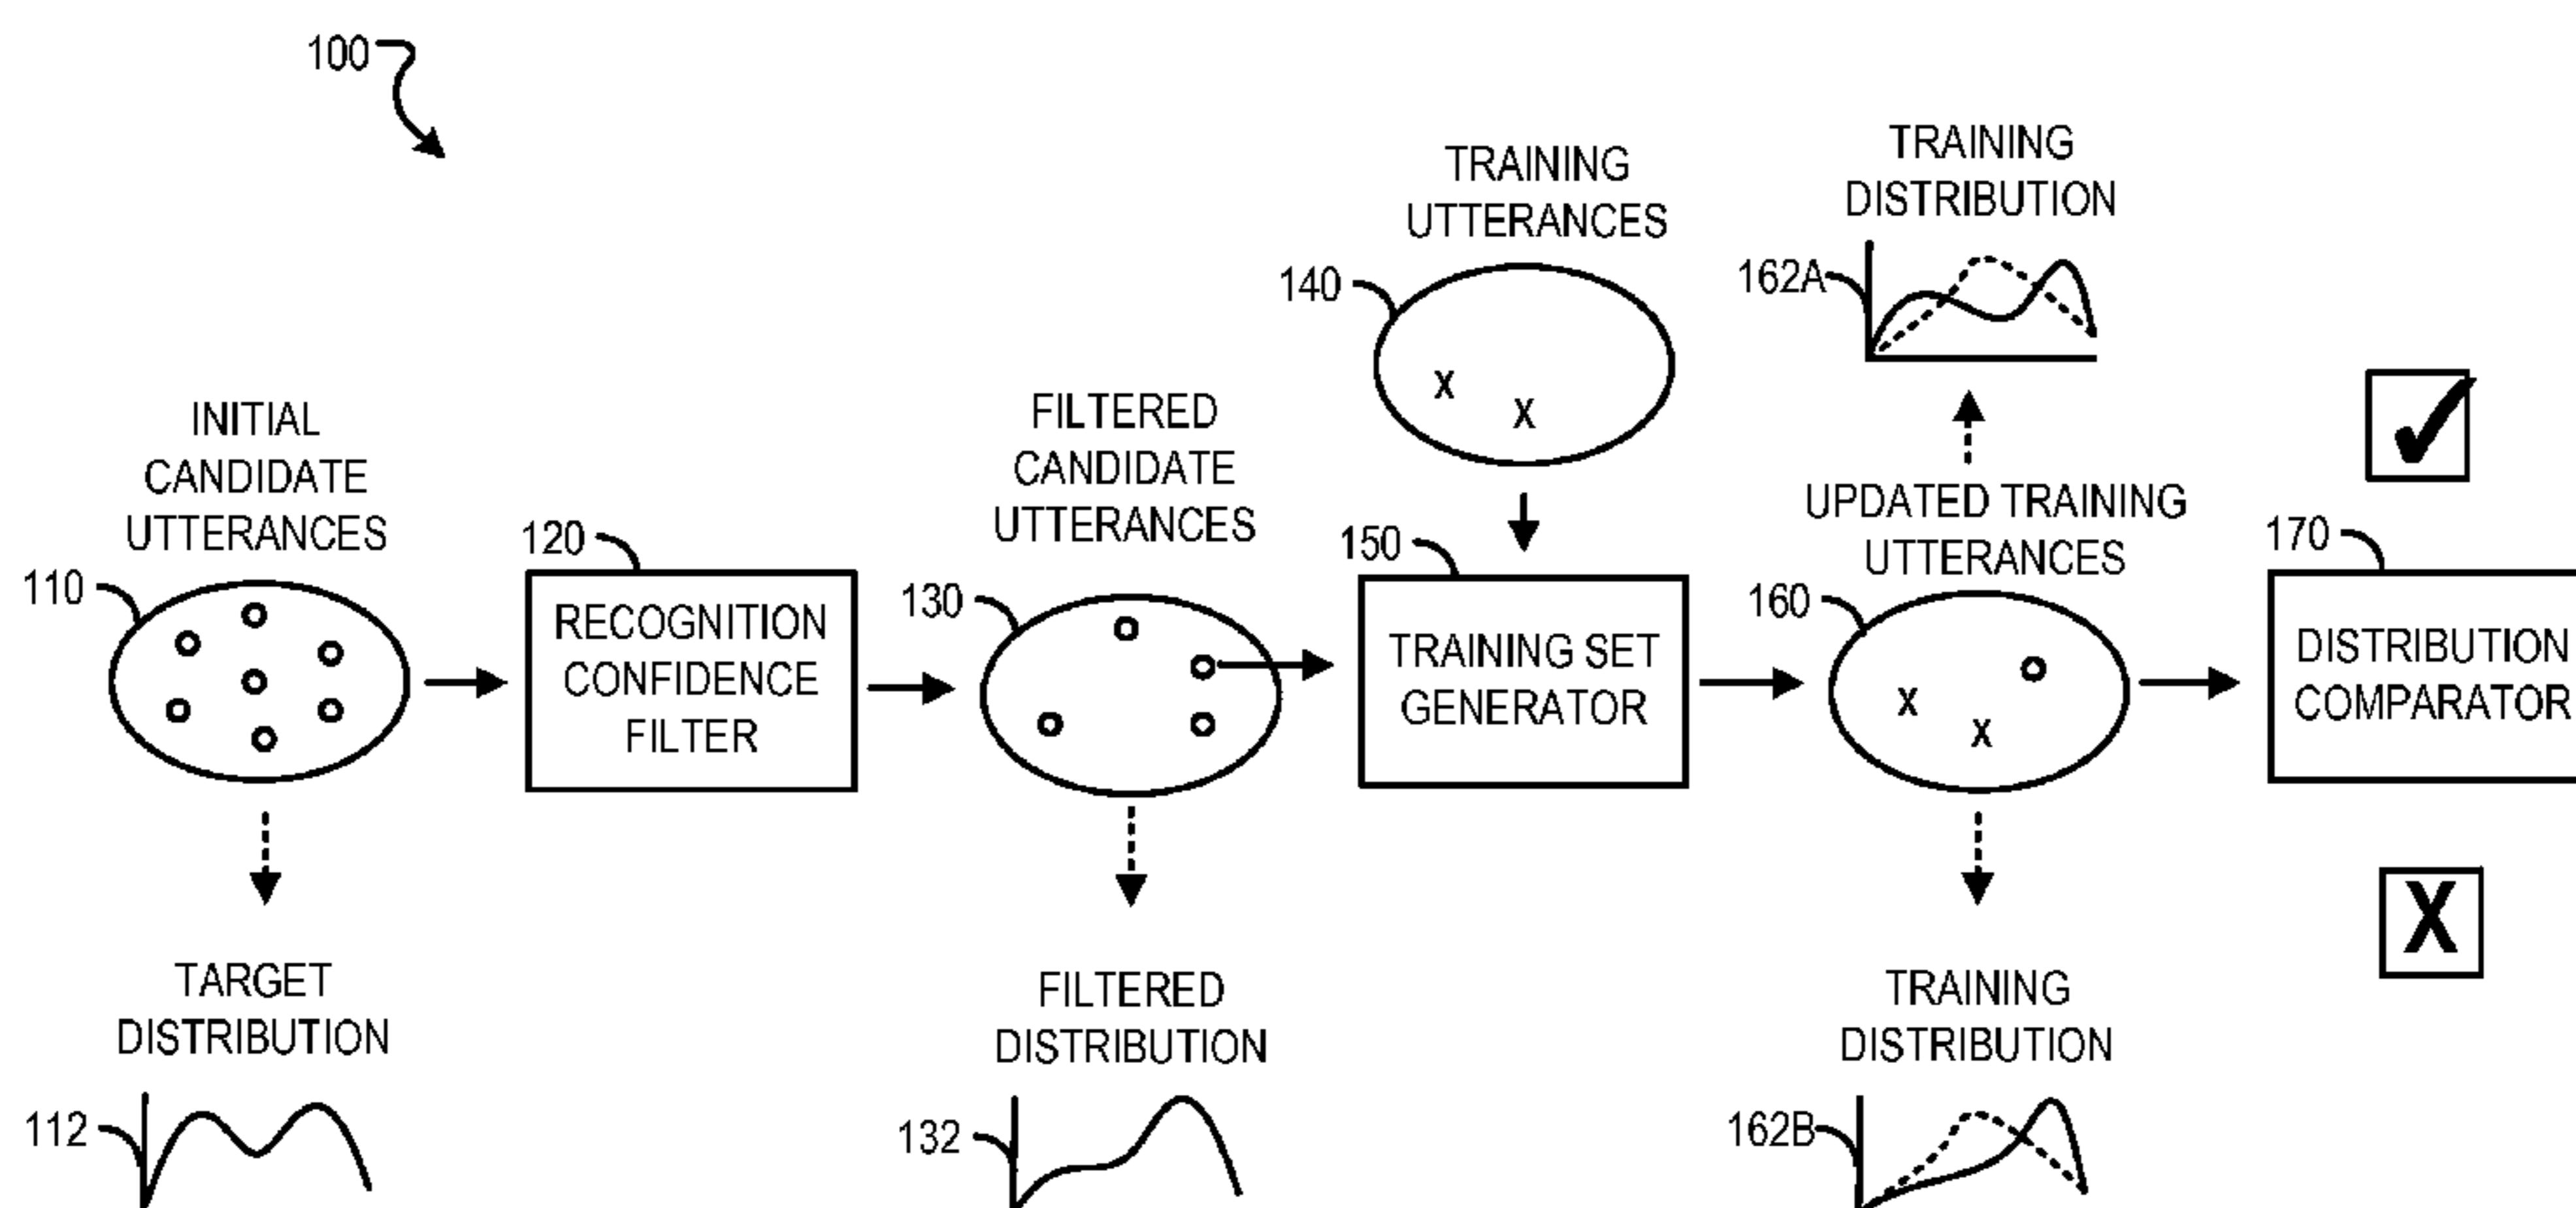 100
TRAINING
DISTRIBUTION
162A
TRAINING
UTTERANCES
140
X
X
INITIAL
CANDIDATE
UTTERANCES
110
120
RECOGNITION
CONFIDENCE
FILTER
FILTERED
CANDIDATE
UTTERANCES
130
150
TRAINING SET
GENERATOR
UPDATED TRAINING
UTTERANCES
160
X
X
170
DISTRIBUTION
COMPARATOR
X
TARGET
DISTRIBUTION
112
FILTERED
DISTRIBUTION
132
TRAINING
DISTRIBUTION
162B